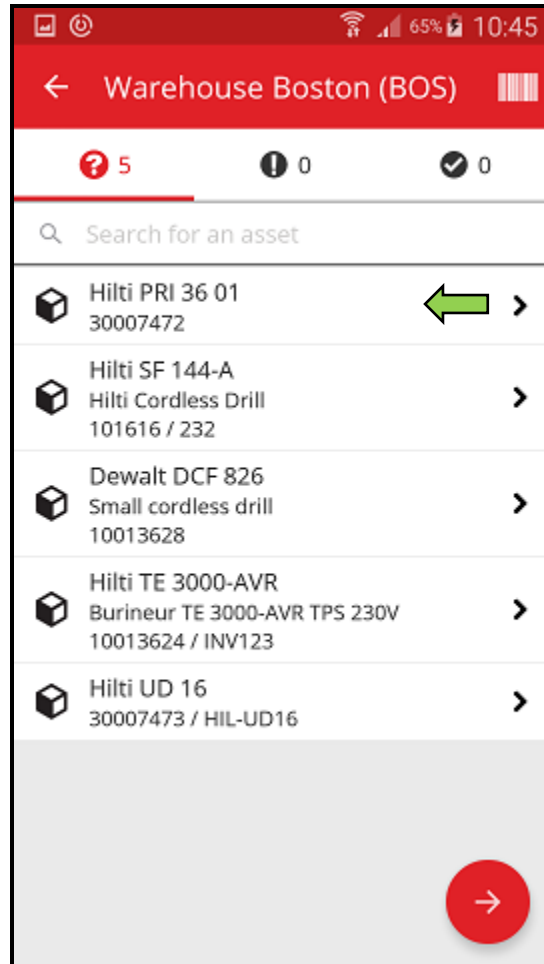 65% 10:45
Warehouse Boston (BOS)
5 0 0
Search for an asset
Hilti PRI 36 01
30007472
Hilti SF 144-A
Hilti Cordless Drill
101616 / 232
Dewalt DCF 826
Small cordless drill
10013628
Hilti TE 3000-AVR
Burineur TE 3000-AVR TPS 230V
10013624 / INV123
Hilti UD 16
30007473 / HIL-UD16